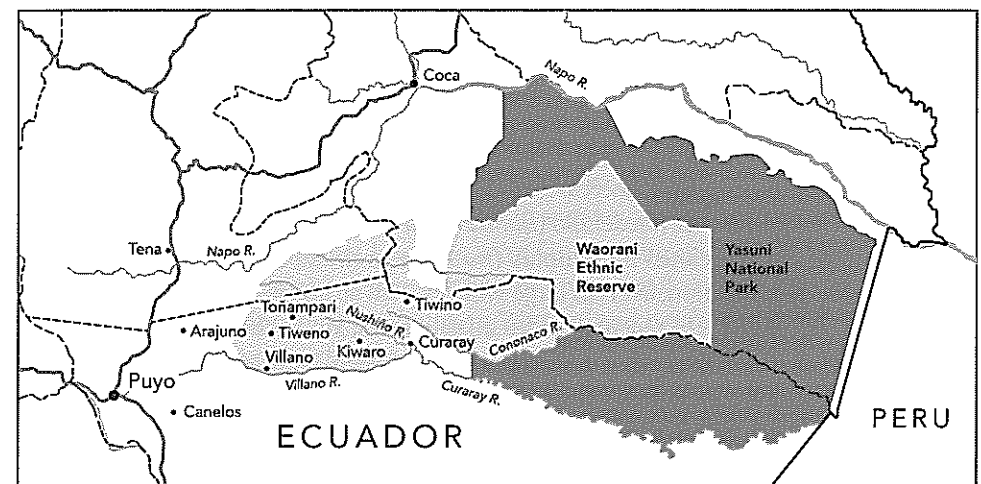 Coca
Napo R.
Tena
Napo R.
Waorani
Ethnic
Reserve
Yasuni
National
Park
Toñampari
Nushiño R.
Tiwino
Arajuno
Tiweno
Kiwaro
Curaray
Cononaco R.
Villano
Villano R.
Curaray R.
Puyo
Canelos
ECUADOR
PERU